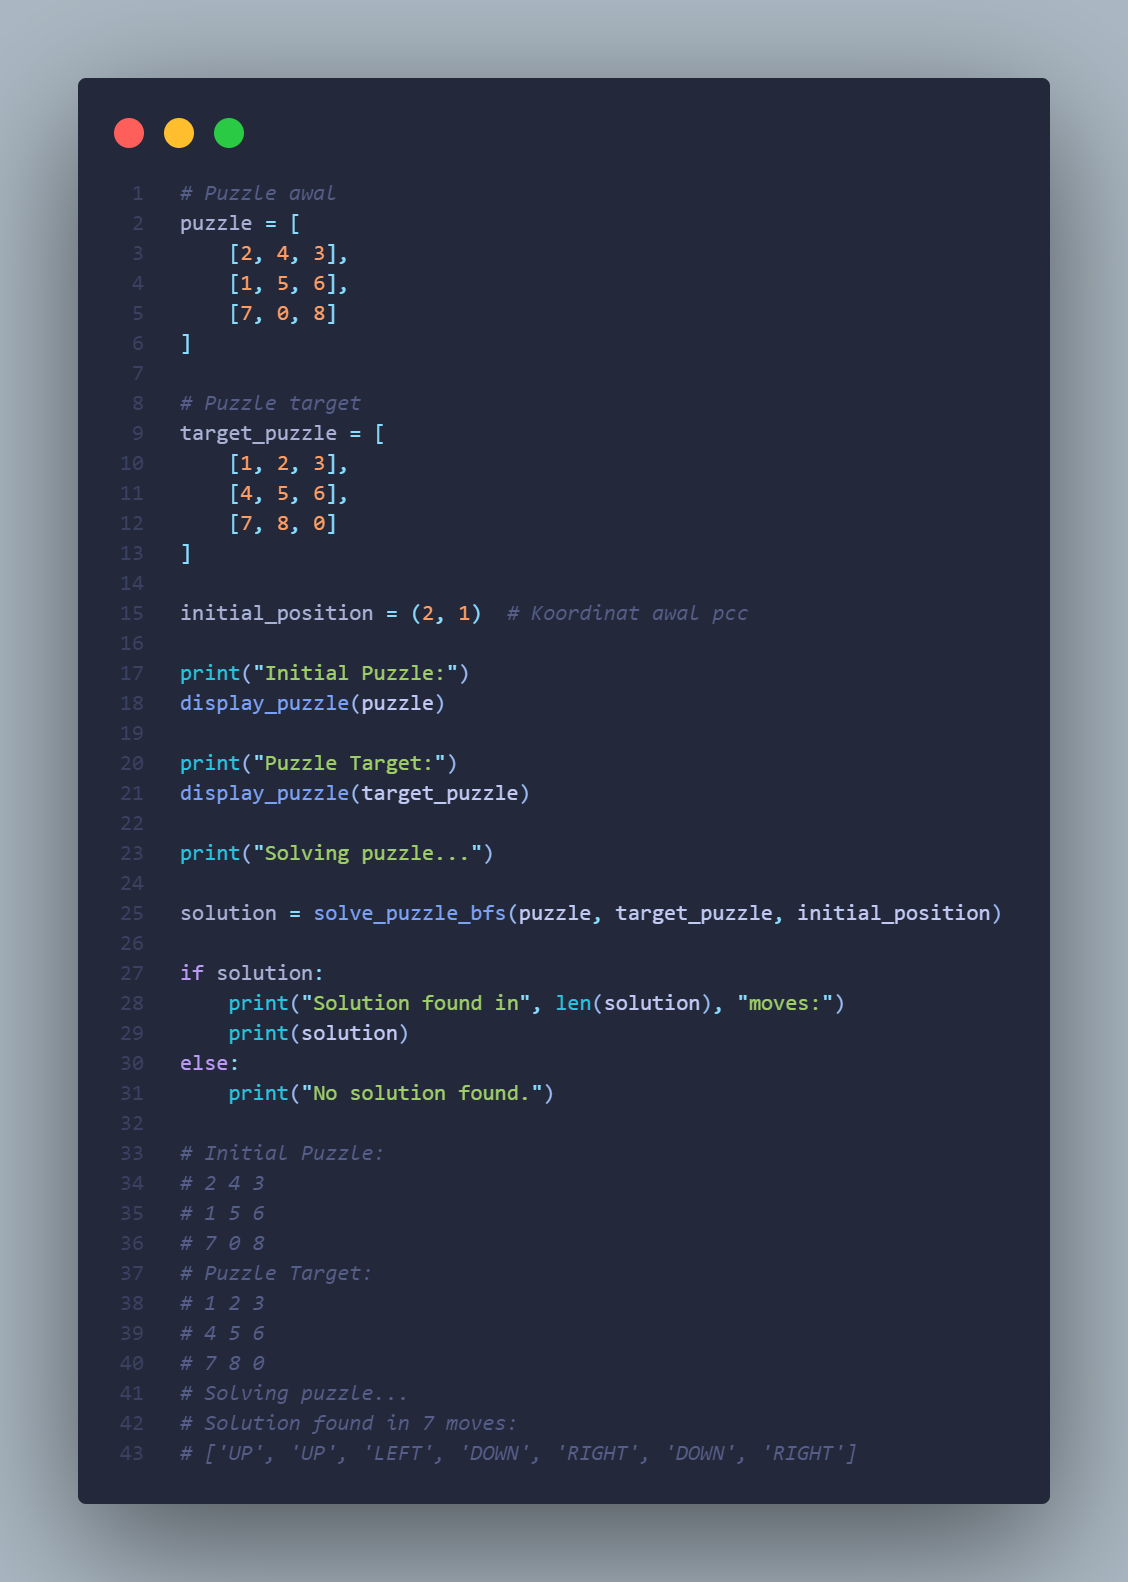 1 # Puzzle awal
2 puzzle = [
3     [2, 4, 3],
4     [1, 5, 6],
5     [7, 0, 8]
6 ]
7
8 # Puzzle target
9 target_puzzle = [
10     [1, 2, 3],
11     [4, 5, 6],
12     [7, 8, 0]
13 ]
14
15 initial_position = (2, 1)  # Koordinat awal pcc
16
17 print("Initial Puzzle:")
18 display_puzzle(puzzle)
19
20 print("Puzzle Target:")
21 display_puzzle(target_puzzle)
22
23 print("Solving puzzle...")
24
25 solution = solve_puzzle_bfs(puzzle, target_puzzle, initial_position)
26
27 if solution:
28     print("Solution found in", len(solution), "moves:")
29     print(solution)
30 else:
31     print("No solution found.")
32
33 # Initial Puzzle:
34 # 2 4 3
35 # 1 5 6
36 # 7 0 8
37 # Puzzle Target:
38 # 1 2 3
39 # 4 5 6
40 # 7 8 0
41 # Solving puzzle...
42 # Solution found in 7 moves:
43 # ['UP', 'UP', 'LEFT', 'DOWN', 'RIGHT', 'DOWN', 'RIGHT']